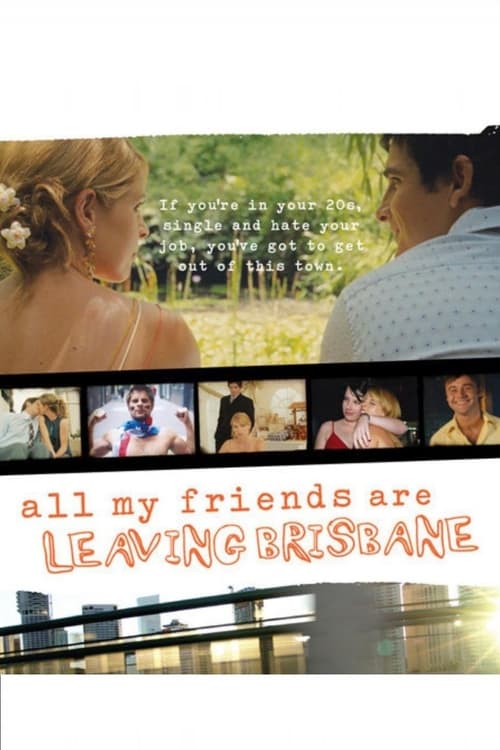 If you're in your 20s,
single and hate your
job, you've got to get
out of this town.
all my friends are
LEAVING BRISBANE